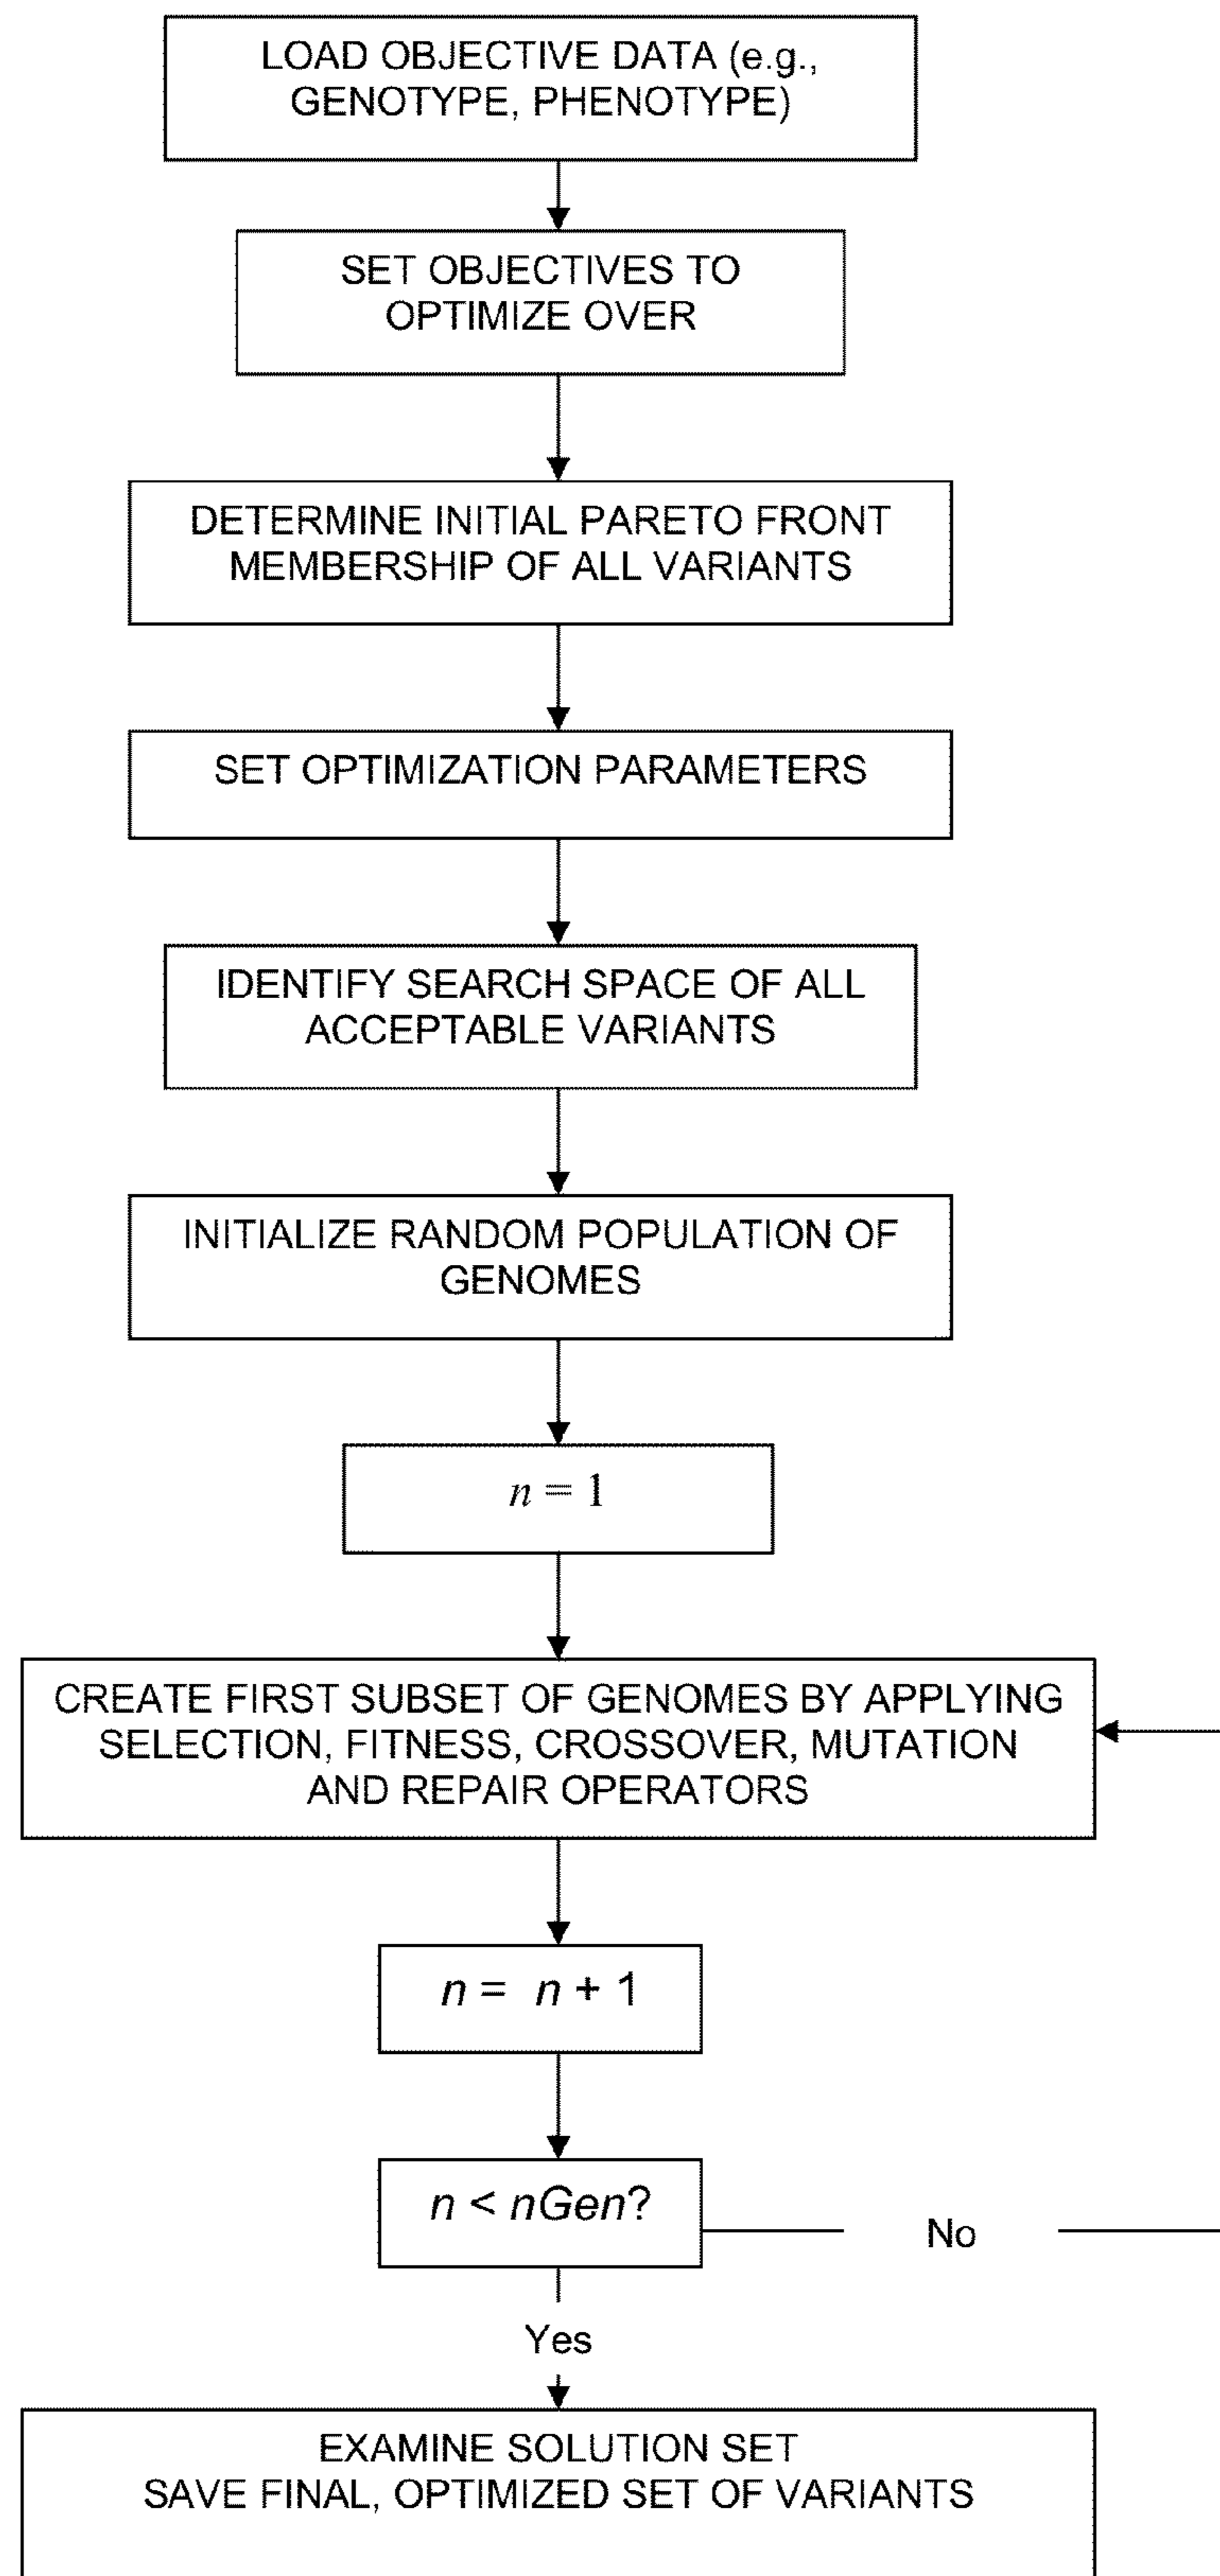 LOAD OBJECTIVE DATA (e.g.,
GENOTYPE, PHENOTYPE)
SET OBJECTIVES TO
OPTIMIZE OVER
DETERMINE INITIAL PARETO FRONT
MEMBERSHIP OF ALL VARIANTS
SET OPTIMIZATION PARAMETERS
IDENTIFY SEARCH SPACE OF ALL
ACCEPTABLE VARIANTS
INITIALIZE RANDOM POPULATION OF
GENOMES
n = 1
CREATE FIRST SUBSET OF GENOMES BY APPLYING
SELECTION, FITNESS, CROSSOVER, MUTATION
AND REPAIR OPERATORS
n = n + 1
n < nGen?
No
Yes
EXAMINE SOLUTION SET
SAVE FINAL, OPTIMIZED SET OF VARIANTS